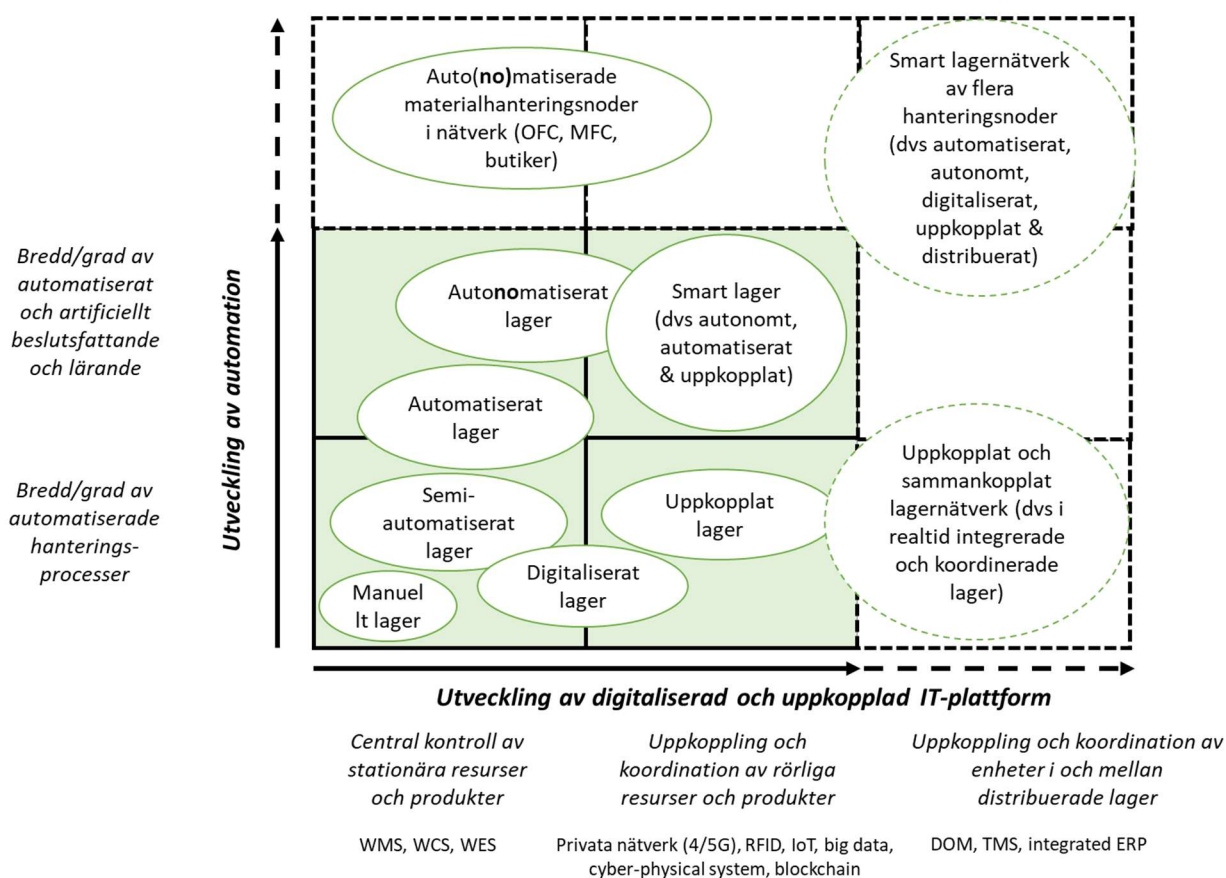 Auto(no)matiserade
materialhanteringsnoder
i nätverk (OFC, MFC,
butiker)
Smart lagernätverk
av flera
hanteringsnoder
(dvs automatiserat,
autonomt,
digitaliserat,
uppkopplat &
distribuerat)
Bredd/grad av
automatiserat
och artificiellt
beslutsfattande
och lärande
Bredd/grad av
automatiserade
hanterings-
processer
Utveckling av automation
Autonomatiserat
lager
Smart lager
(dvs autonomt,
automatiserat
& uppkopplat)
Automatiserat
lager
Semi-
automatiserat
lager
Uppkopplat
lager
Uppkopplat och
sammankopplat
lagernätverk (dvs i
realtid integrerade
och koordinerade
lager)
Digitaliserat
lager
Manuel
lt lager
Utveckling av digitaliserad och uppkopplad IT-plattform
Central kontroll av
stationära resurser
och produkter
Uppkoppling och
koordination av rörliga
resurser och produkter
Uppkoppling och koordination av
enheter i och mellan
distribuerade lager
WMS, WCS, WES
Privata nätverk (4/5G), RFID, IoT, big data,
cyber-physical system, blockchain
DOM, TMS, integrated ERP